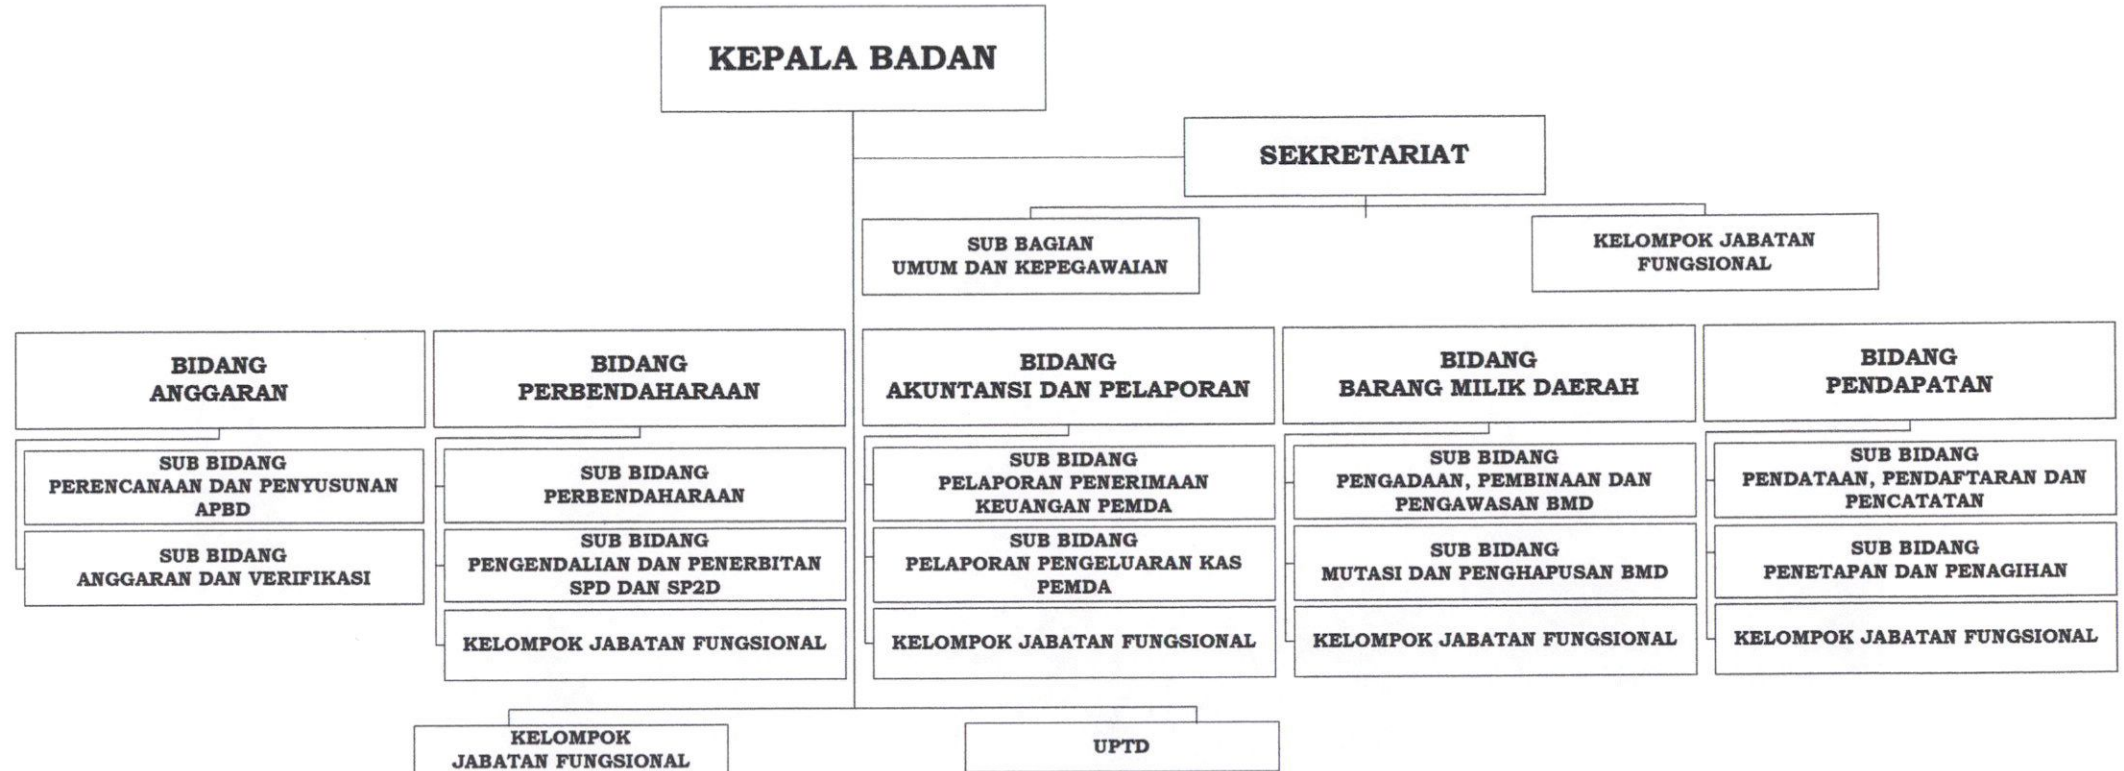 KEPALA BADAN
SEKRETARIAT
SUB BAGIAN
UMUM DAN KEPEGAWAIAN
KELOMPOK JABATAN
FUNGSIONAL
BIDANG
ANGGARAN
SUB BIDANG
PERENCANAAN DAN PENYUSUNAN
APBD
SUB BIDANG
ANGGARAN DAN VERIFIKASI
BIDANG
PERBENDAHARAAN
SUB BIDANG
PERBENDAHARAAN
SUB BIDANG
PENGENDALIAN DAN PENERBITAN
SPD DAN SP2D
KELOMPOK JABATAN FUNGSIONAL
BIDANG
AKUNTANSI DAN PELAPORAN
SUB BIDANG
PELAPORAN PENERIMAAN
KEUANGAN PEMDA
SUB BIDANG
PELAPORAN PENGELUARAN KAS
PEMDA
KELOMPOK JABATAN FUNGSIONAL
BIDANG
BARANG MILIK DAERAH
SUB BIDANG
PENGADAAN, PEMBINAAN DAN
PENGAWASAN BMD
SUB BIDANG
MUTASI DAN PENGHAPUSAN BMD
KELOMPOK JABATAN FUNGSIONAL
BIDANG
PENDAPATAN
SUB BIDANG
PENDATAAN, PENDAFTARAN DAN
PENCATATAN
SUB BIDANG
PENETAPAN DAN PENAGIHAN
KELOMPOK JABATAN FUNGSIONAL
KELOMPOK
JABATAN FUNGSIONAL
UPTD